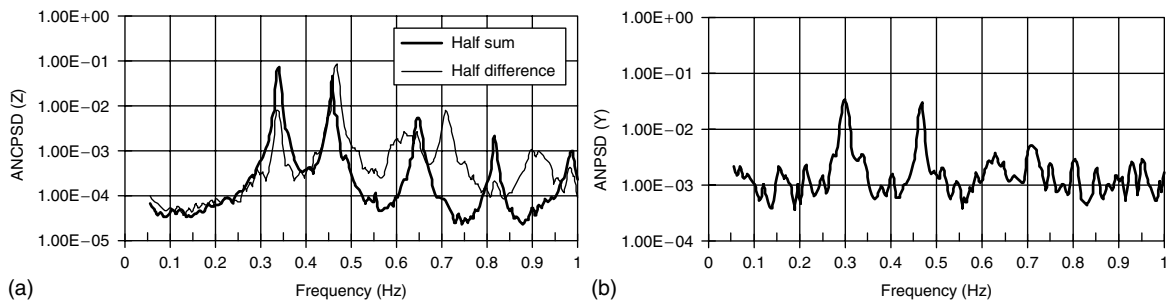 1.00E+00
1.00E−01
1.00E−02
1.00E−03
1.00E−04
1.00E−05
ANCPSD (Z)
Half sum
Half difference
0 0.1 0.2 0.3 0.4 0.5 0.6 0.7 0.8 0.9 1
Frequency (Hz)
(a)
1.00E+00
1.00E−01
1.00E−02
1.00E−03
1.00E−04
ANPSD (Y)
0 0.1 0.2 0.3 0.4 0.5 0.6 0.7 0.8 0.9 1
Frequency (Hz)
(b)